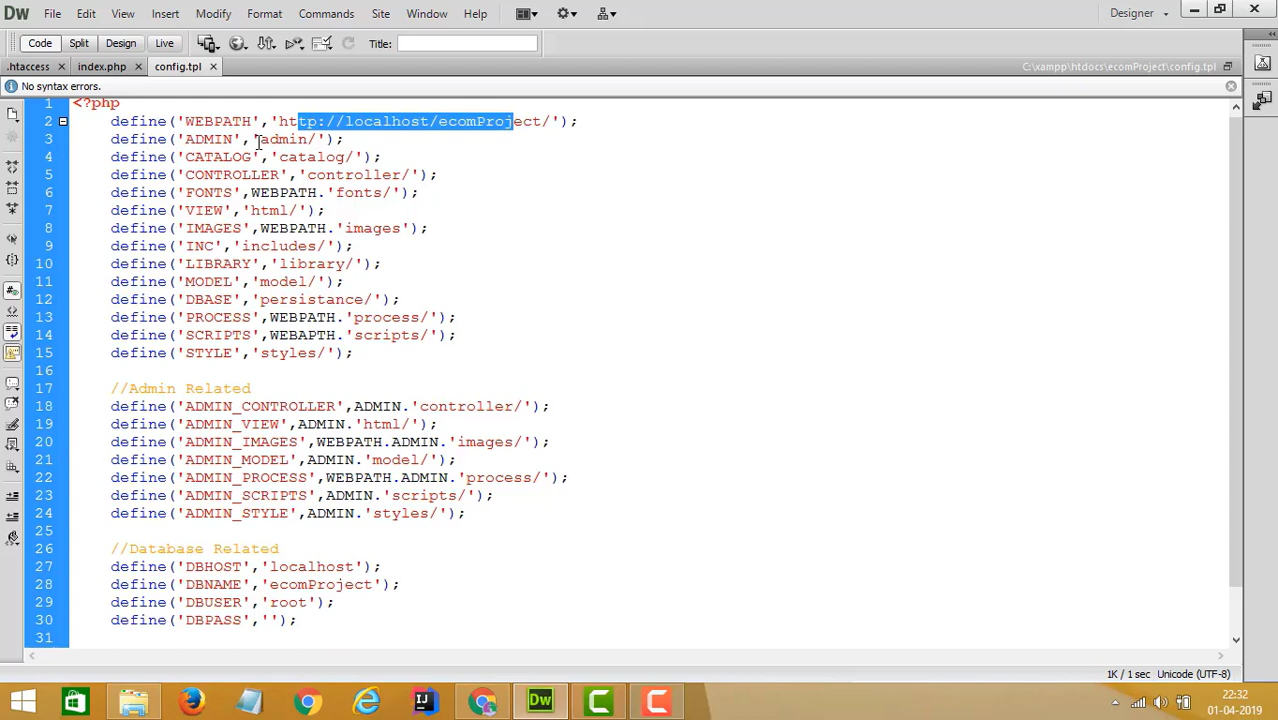 Dw File Edit View Insert Modify Format Commands Site Window Help Designer
Code Split Design Live Title:
.htaccess index.php config.tpl C:\xampp\htdocs\ecomProject\config.tpl
No syntax errors.
1 <?php
2 define('WEBPATH','http://localhost/ecomProject/');
3 define('ADMIN','admin/');
4 define('CATALOG','catalog/');
5 define('CONTROLLER','controller/');
6 define('FONTS',WEBPATH.'fonts/');
7 define('VIEW','html/');
8 define('IMAGES',WEBPATH.'images');
9 define('INC','includes/');
10 define('LIBRARY','library/');
11 define('MODEL','model/');
12 define('DBASE','persistance/');
13 define('PROCESS',WEBPATH.'process/');
14 define('SCRIPTS',WEBAPTH.'scripts/');
15 define('STYLE','styles/');
16
17 //Admin Related
18 define('ADMIN_CONTROLLER',ADMIN.'controller/');
19 define('ADMIN_VIEW',ADMIN.'html/');
20 define('ADMIN_IMAGES',WEBPATH.ADMIN.'images/');
21 define('ADMIN_MODEL',ADMIN.'model/');
22 define('ADMIN_PROCESS',WEBPATH.ADMIN.'process/');
23 define('ADMIN_SCRIPTS',ADMIN.'scripts/');
24 define('ADMIN_STYLE',ADMIN.'styles/');
25
26 //Database Related
27 define('DBHOST','localhost');
28 define('DBNAME','ecomProject');
29 define('DBUSER','root');
30 define('DBPASS','');
31
1K / 1 sec Unicode (UTF-8)
IJ Dw C C 22:32
01-04-2019